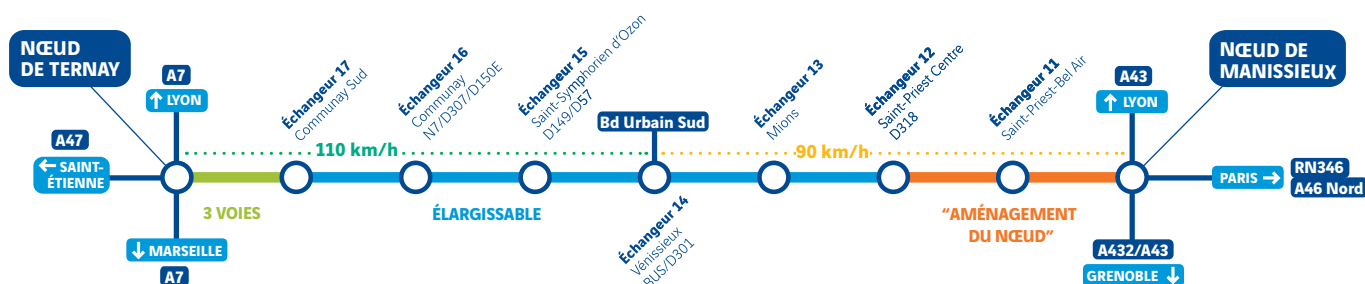 NŒUD
DE TERNAY
A7
↑ LYON
A47
← SAINT-
ÉTIENNE
↓ MARSEILLE
A7
3 VOIES
110 km/h
Échangeur 17
Communay Sud
Échangeur 16
Communay
N7/D307/D150E
ÉLARGISSABLE
Échangeur 15
Saint-Symphorien d’Ozon
D149/D57
Bd Urbain Sud
Échangeur 14
Vénissieux
BUS/D301
90 km/h
Échangeur 13
Mions
Échangeur 12
Saint-Priest Centre
D318
Échangeur 11
Saint-Priest-Bel Air
“AMÉNAGEMENT
DU NŒUD”
A43
↑ LYON
NŒUD DE
MANISSIEUX
PARIS →
RN346
A46 Nord
A432/A43
GRENOBLE ↓